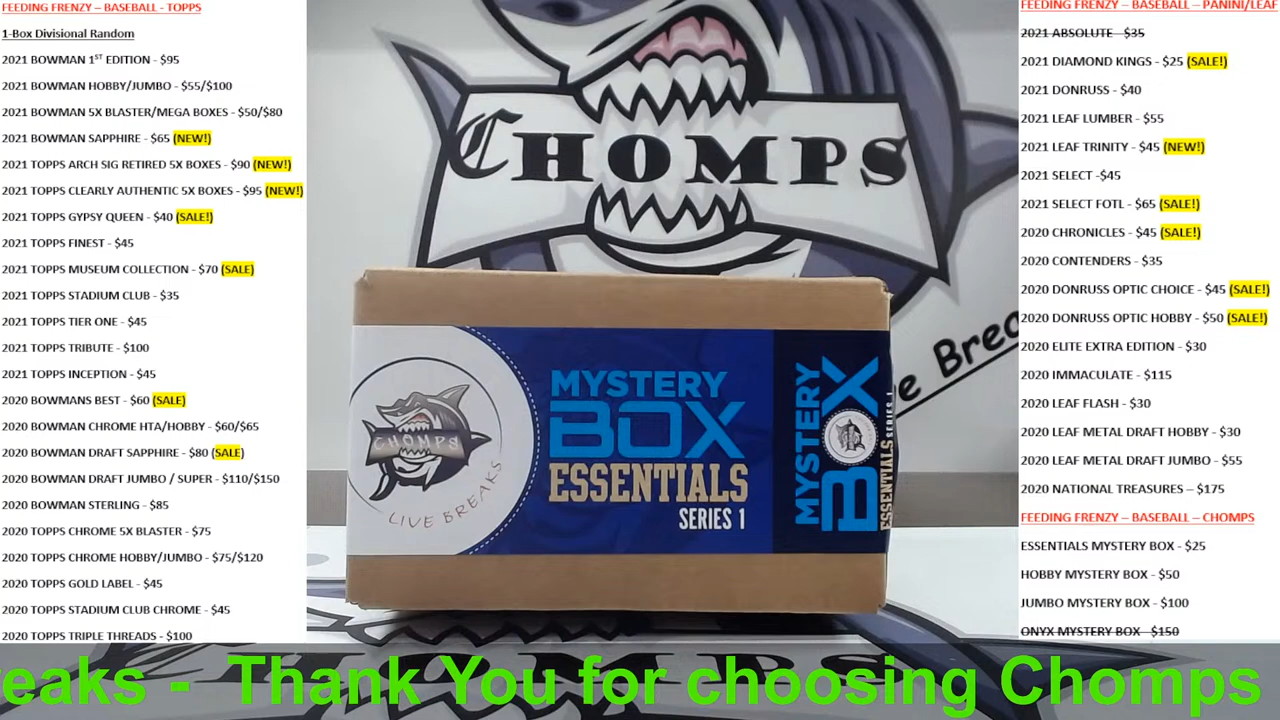 FEEDING FRENZY – BASEBALL - TOPPS
1-Box Divisional Random
2021 BOWMAN 1ST EDITION - $95
2021 BOWMAN HOBBY/JUMBO - $55/$100
2021 BOWMAN 5X BLASTER/MEGA BOXES - $50/$80
2021 BOWMAN SAPPHIRE - $65 (NEW!)
2021 TOPPS ARCH SIG RETIRED 5X BOXES - $90 (NEW!)
2021 TOPPS CLEARLY AUTHENTIC 5X BOXES - $95 (NEW!)
2021 TOPPS GYPSY QUEEN - $40 (SALE!)
2021 TOPPS FINEST - $45
2021 TOPPS MUSEUM COLLECTION - $70 (SALE)
2021 TOPPS STADIUM CLUB - $35
2021 TOPPS TIER ONE - $45
2021 TOPPS TRIBUTE - $100
2021 TOPPS INCEPTION - $45
2020 BOWMANS BEST - $60 (SALE)
2020 BOWMAN CHROME HTA/HOBBY - $60/$65
2020 BOWMAN DRAFT SAPPHIRE - $80 (SALE)
2020 BOWMAN DRAFT JUMBO / SUPER - $110/$150
2020 BOWMAN STERLING - $85
2020 TOPPS CHROME 5X BLASTER - $75
2020 TOPPS CHROME HOBBY/JUMBO - $75/$120
2020 TOPPS GOLD LABEL - $45
2020 TOPPS STADIUM CLUB CHROME - $45
2020 TOPPS TRIPLE THREADS - $100
CHOMPS
e Brea
CHOMPS
LIVE BREAKS
MYSTERY
BOX
ESSENTIALS
SERIES 1
MYSTERY
BOX
ESSENTIALS SERIES 1
FEEDING FRENZY – BASEBALL – PANINI/LEAF
2021 ABSOLUTE - $35
2021 DIAMOND KINGS - $25 (SALE!)
2021 DONRUSS - $40
2021 LEAF LUMBER - $55
2021 LEAF TRINITY - $45 (NEW!)
2021 SELECT -$45
2021 SELECT FOTL - $65 (SALE!)
2020 CHRONICLES - $45 (SALE!)
2020 CONTENDERS - $35
2020 DONRUSS OPTIC CHOICE - $45 (SALE!)
2020 DONRUSS OPTIC HOBBY - $50 (SALE!)
2020 ELITE EXTRA EDITION - $30
2020 IMMACULATE - $115
2020 LEAF FLASH - $30
2020 LEAF METAL DRAFT HOBBY - $30
2020 LEAF METAL DRAFT JUMBO - $55
2020 NATIONAL TREASURES – $175
FEEDING FRENZY – BASEBALL – CHOMPS
ESSENTIALS MYSTERY BOX - $25
HOBBY MYSTERY BOX - $50
JUMBO MYSTERY BOX - $100
ONYX MYSTERY BOX - $150
eaks - Thank You for choosing Chomps